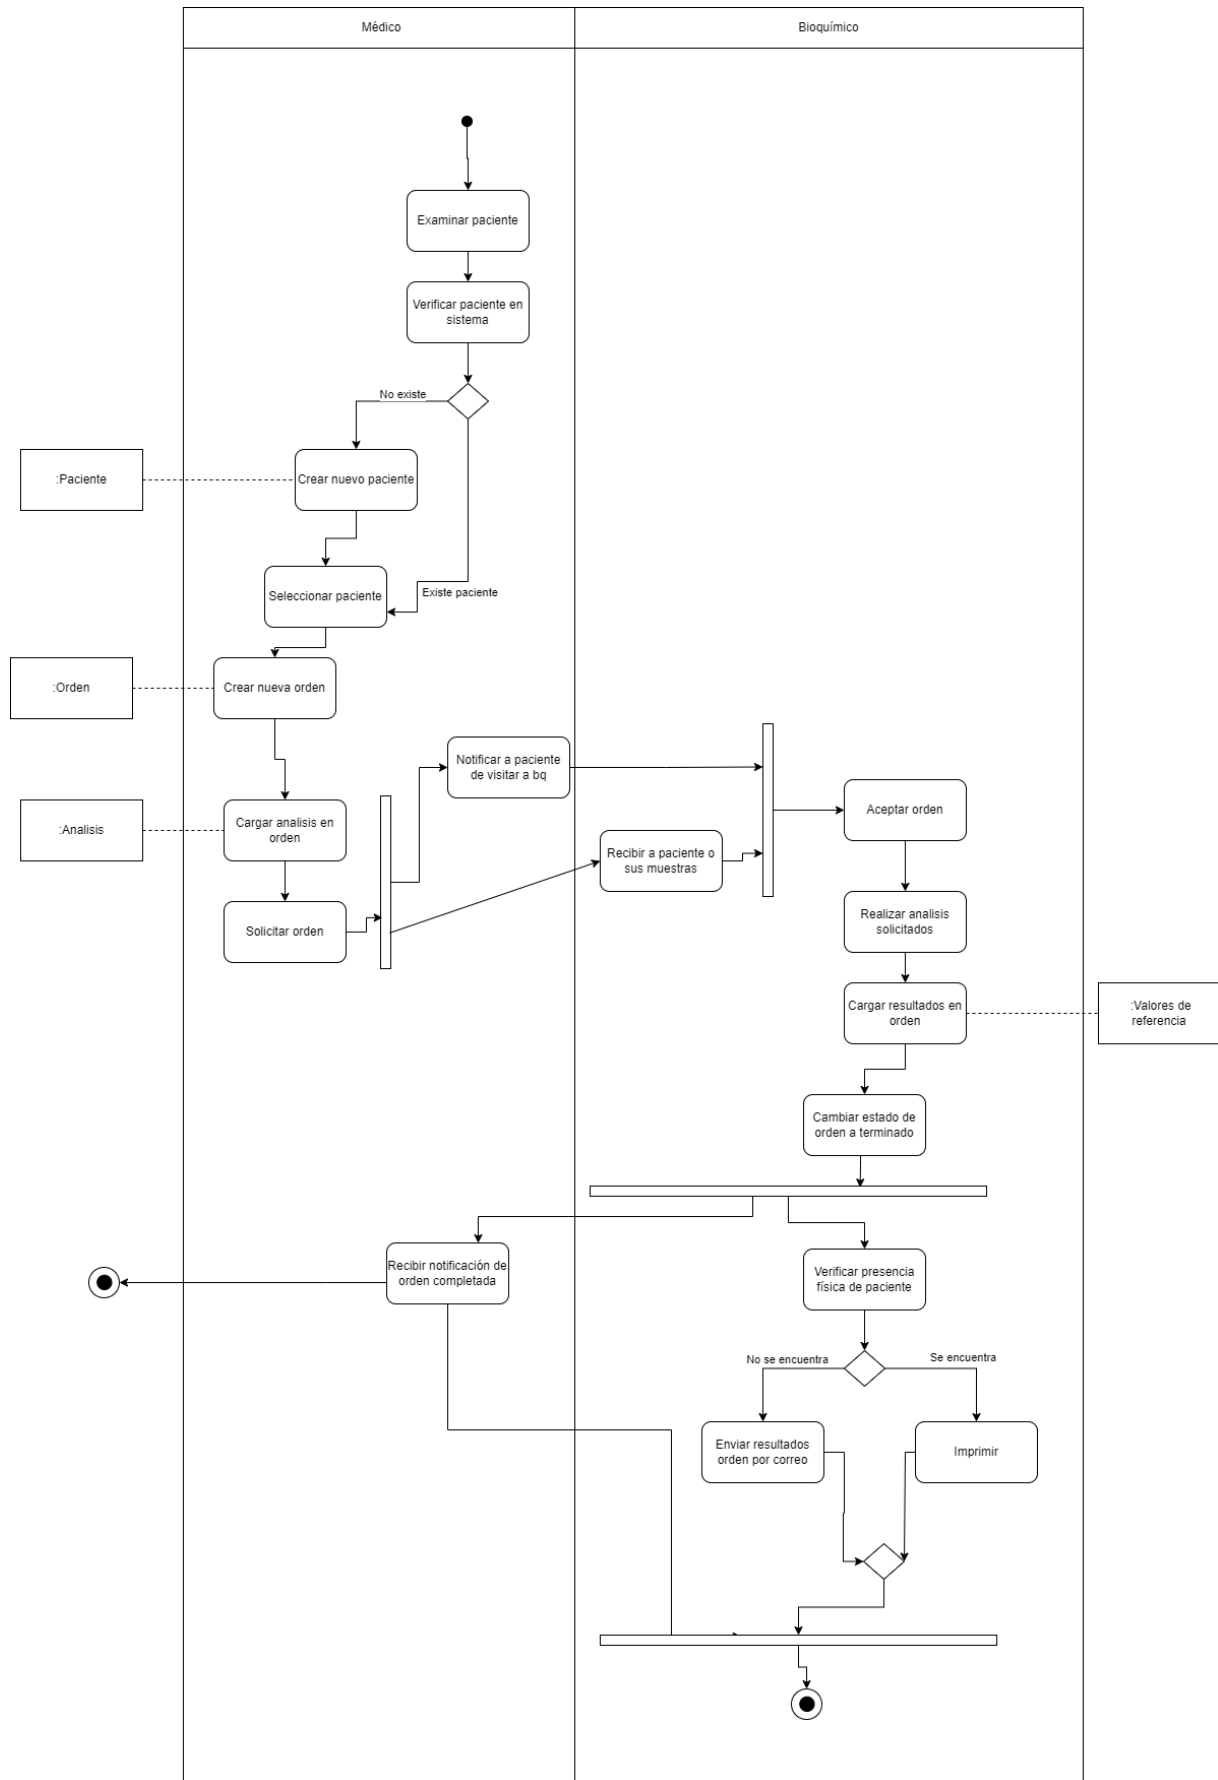 Médico
Bioquímico
Examinar paciente
Verificar paciente en
sistema
No existe
:Paciente
Crear nuevo paciente
Seleccionar paciente
Existe paciente
:Orden
Crear nueva orden
Notificar a paciente
de visitar a bq
Aceptar orden
:Analisis
Cargar analisis en
orden
Recibir a paciente o
sus muestras
Solicitar orden
Realizar analisis
solicitados
Cargar resultados en
orden
:Valores de
referencia
Cambiar estado de
orden a terminado
Recibir notificación de
orden completada
Verificar presencia
física de paciente
No se encuentra
Se encuentra
Enviar resultados
orden por correo
Imprimir